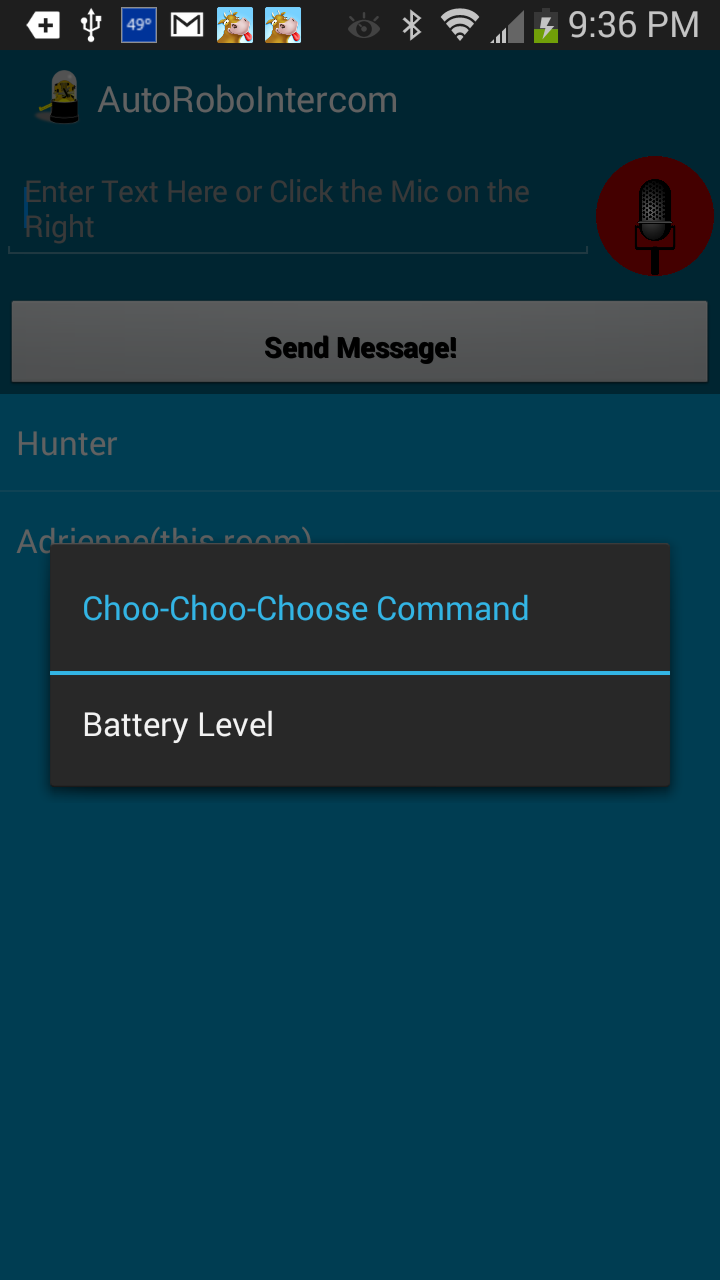 49°
9:36 PM
AutoRoboIntercom
Enter Text Here or Click the Mic on the
Right
Send Message!
Hunter
Adrienne(this room)
Choo-Choo-Choose Command
Battery Level